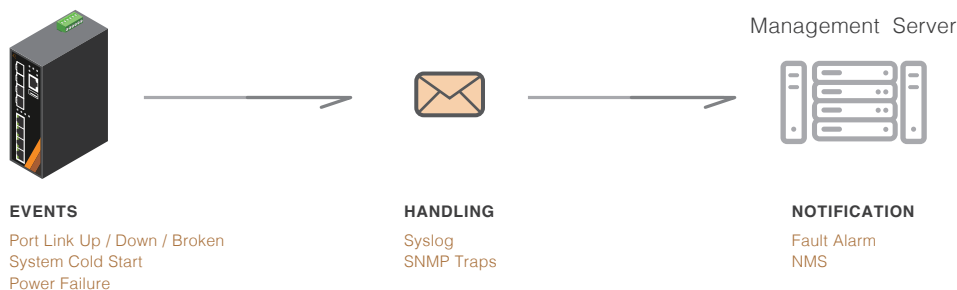 Management Server
EVENTS
Port Link Up / Down / Broken
System Cold Start
Power Failure
HANDLING
Syslog
SNMP Traps
NOTIFICATION
Fault Alarm
NMS